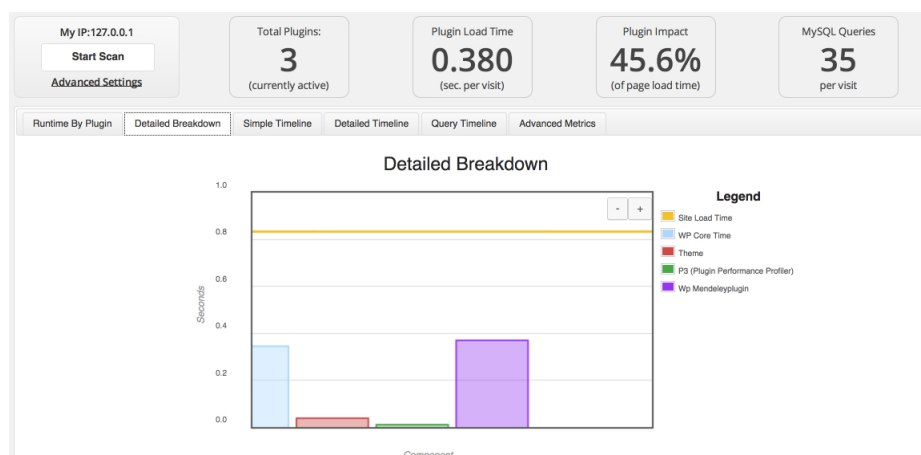 My IP:127.0.0.1
Start Scan
Advanced Settings
Total Plugins:
3
(currently active)
Plugin Load Time
0.380
(sec. per visit)
Plugin Impact
45.6%
(of page load time)
MySQL Queries
35
per visit
Runtime By Plugin
Detailed Breakdown
Simple Timeline
Detailed Timeline
Query Timeline
Advanced Metrics
Detailed Breakdown
1.0
0.8
0.6
0.4
0.2
0.0
Seconds
- +
Legend
Site Load Time
WP Core Time
Theme
P3 (Plugin Performance Profiler)
Wp Mendeleyplugin
Component